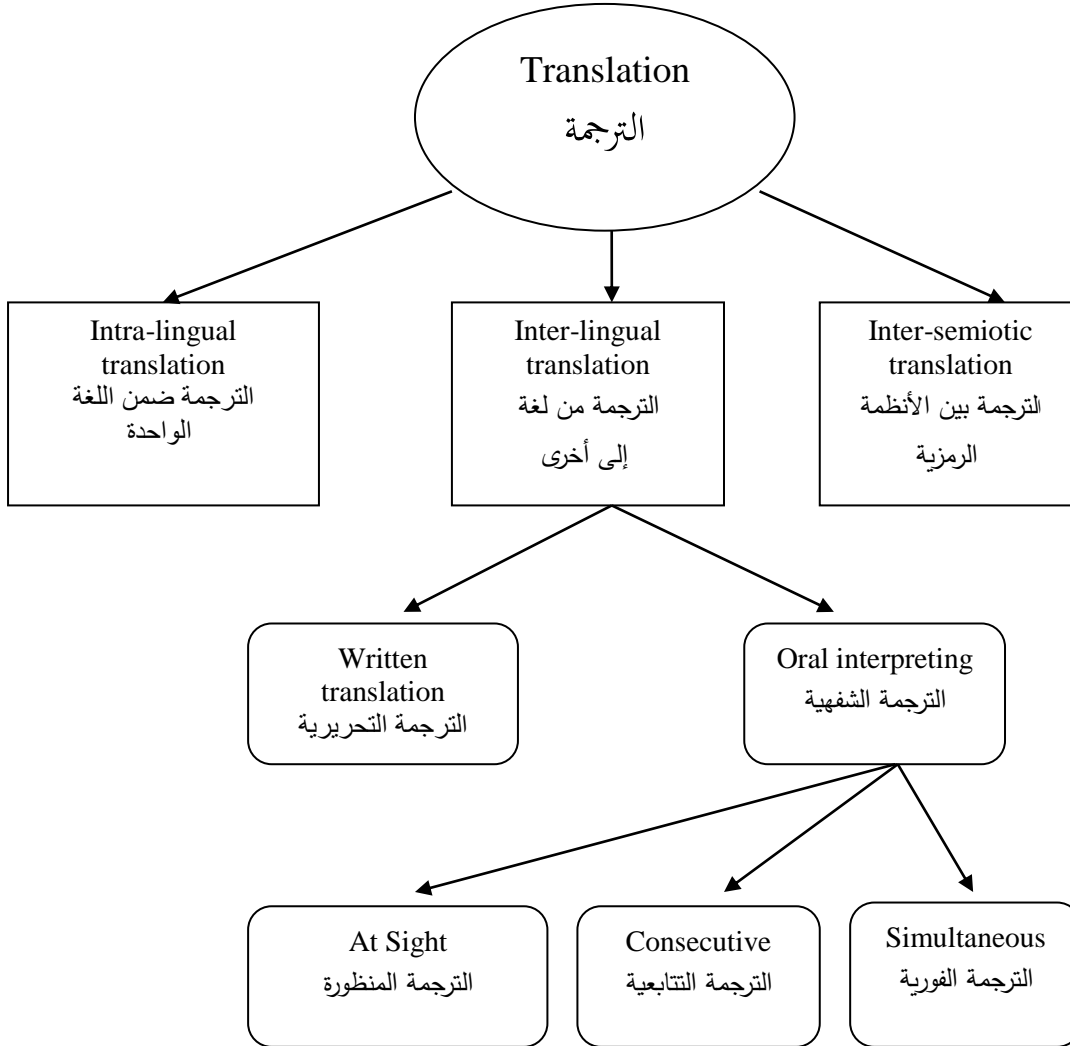 Translation
الترجمة
Intra-lingual
translation
الترجمة ضمن اللغة
الواحدة
Inter-lingual
translation
الترجمة من لغة
إلى أخرى
Inter-semiotic
translation
الترجمة بين الأنظمة
الرمزية
Written
translation
الترجمة التحريرية
Oral interpreting
الترجمة الشفهية
At Sight
الترجمة المنظورة
Consecutive
الترجمة التتابعية
Simultaneous
الترجمة الفورية